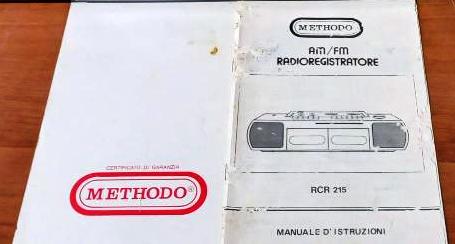 CERTIFICATO DI GARANZIA
METHODO®
METHODO
AM/FM
RADIOREGISTRATORE
RCR 215
MANUALE D'ISTRUZIONI